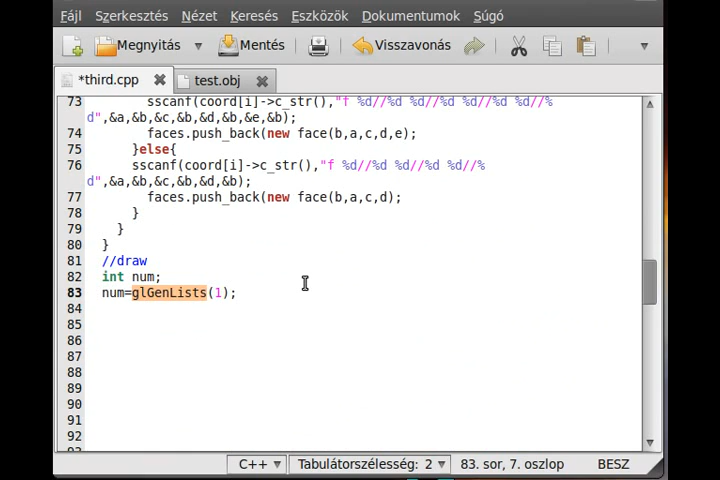 Fájl Szerkesztés Nézet Keresés Eszközök Dokumentumok Súgó
Megnyitás Mentés Visszavonás
*third.cpp test.obj
73 sscanf(coord[i]->c_str(),"f %d//%d %d//%d %d//%d %d//%
d",&a,&b,&c,&b,&d,&b,&e,&b);
74 faces.push_back(new face(b,a,c,d,e);
75 }else{
76 sscanf(coord[i]->c_str(),"f %d//%d %d//%d %d//%
d",&a,&b,&c,&b,&d,&b);
77 faces.push_back(new face(b,a,c,d);
78 }
79 }
80 }
81 //draw
82 int num;
83 num=glGenLists(1);
84
85
86
87
88
89
90
91
92
C++ Tabulátorszélesség: 2 83. sor, 7. oszlop BESZ